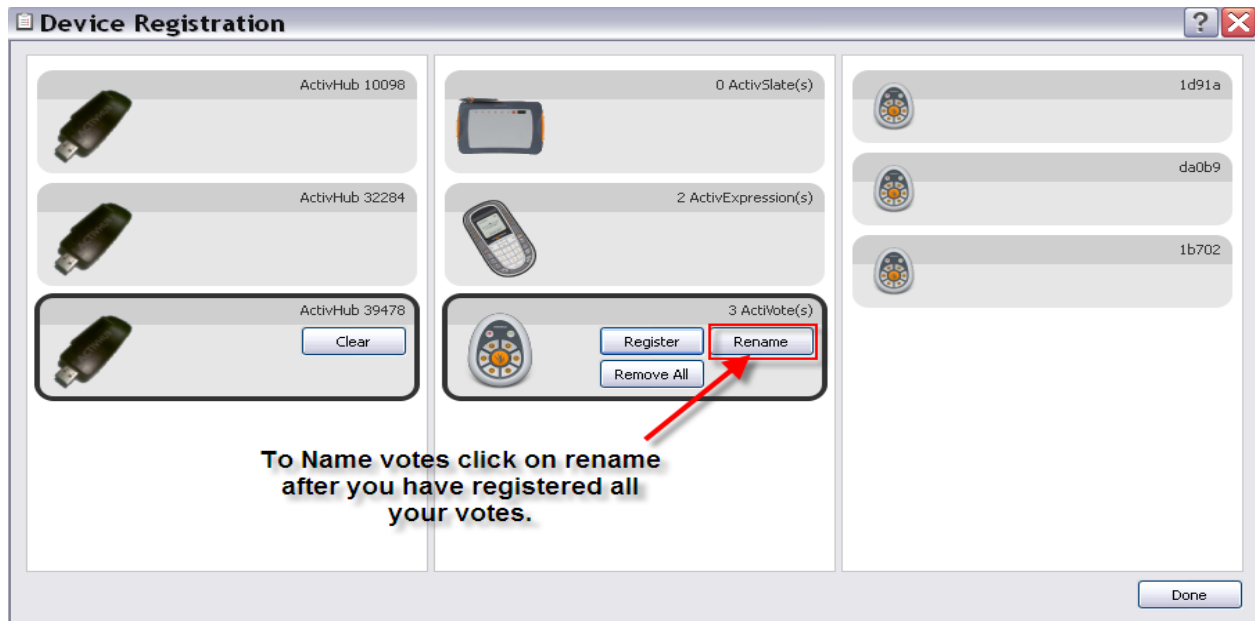 Device Registration
ActivHub 10098
ActivHub 32284
ActivHub 39478
Clear
0 ActivSlate(s)
2 ActivExpression(s)
3 ActiVote(s)
Register
Rename
Remove All
1d91a
da0b9
1b702
To Name votes click on rename
after you have registered all
your votes.
Done